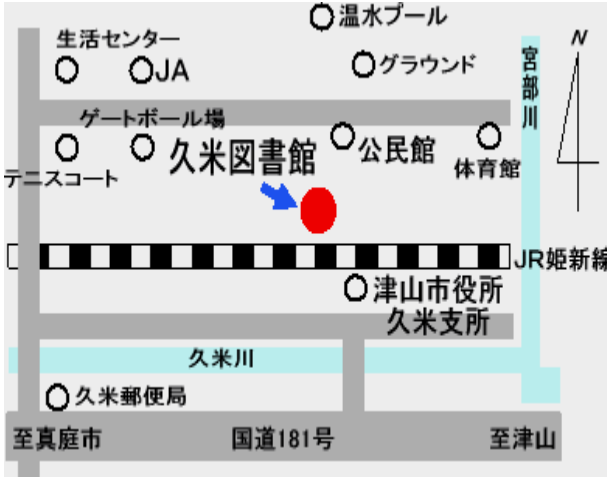 温水プール
生活センター
JA
グラウンド
宮部川
N
ゲートボール場
久米図書館
公民館
体育館
テニスコート
JR姫新線
津山市役所
久米支所
久米川
久米郵便局
至真庭市
国道181号
至津山